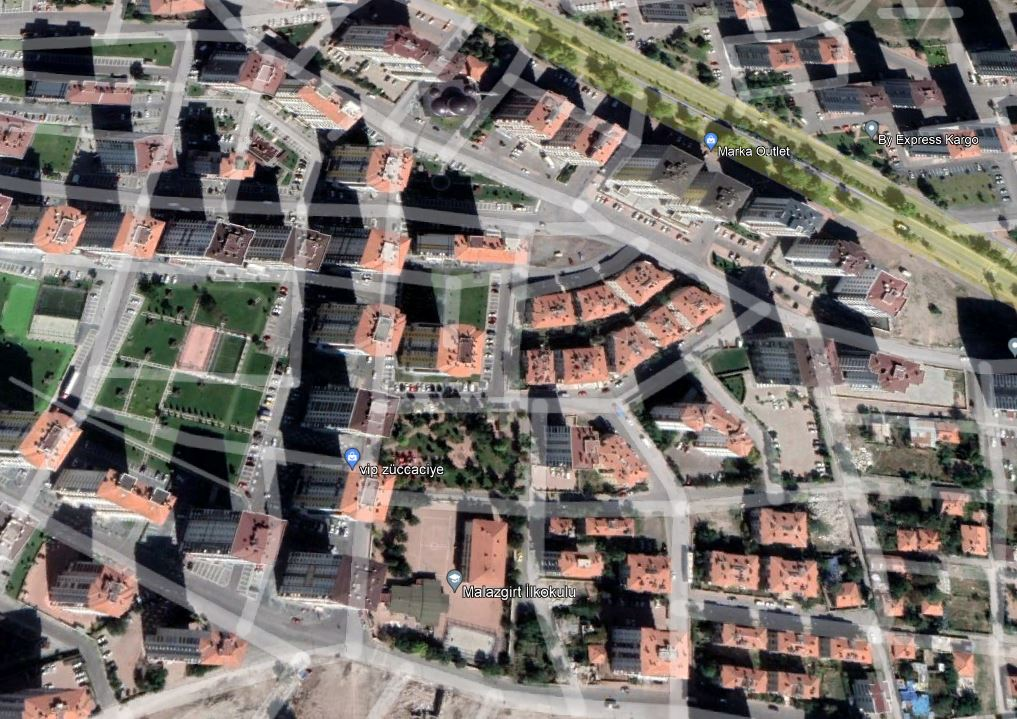 Marka Outlet
By Express Kargo
vip züccaciye
Malazgirt İlkokulu